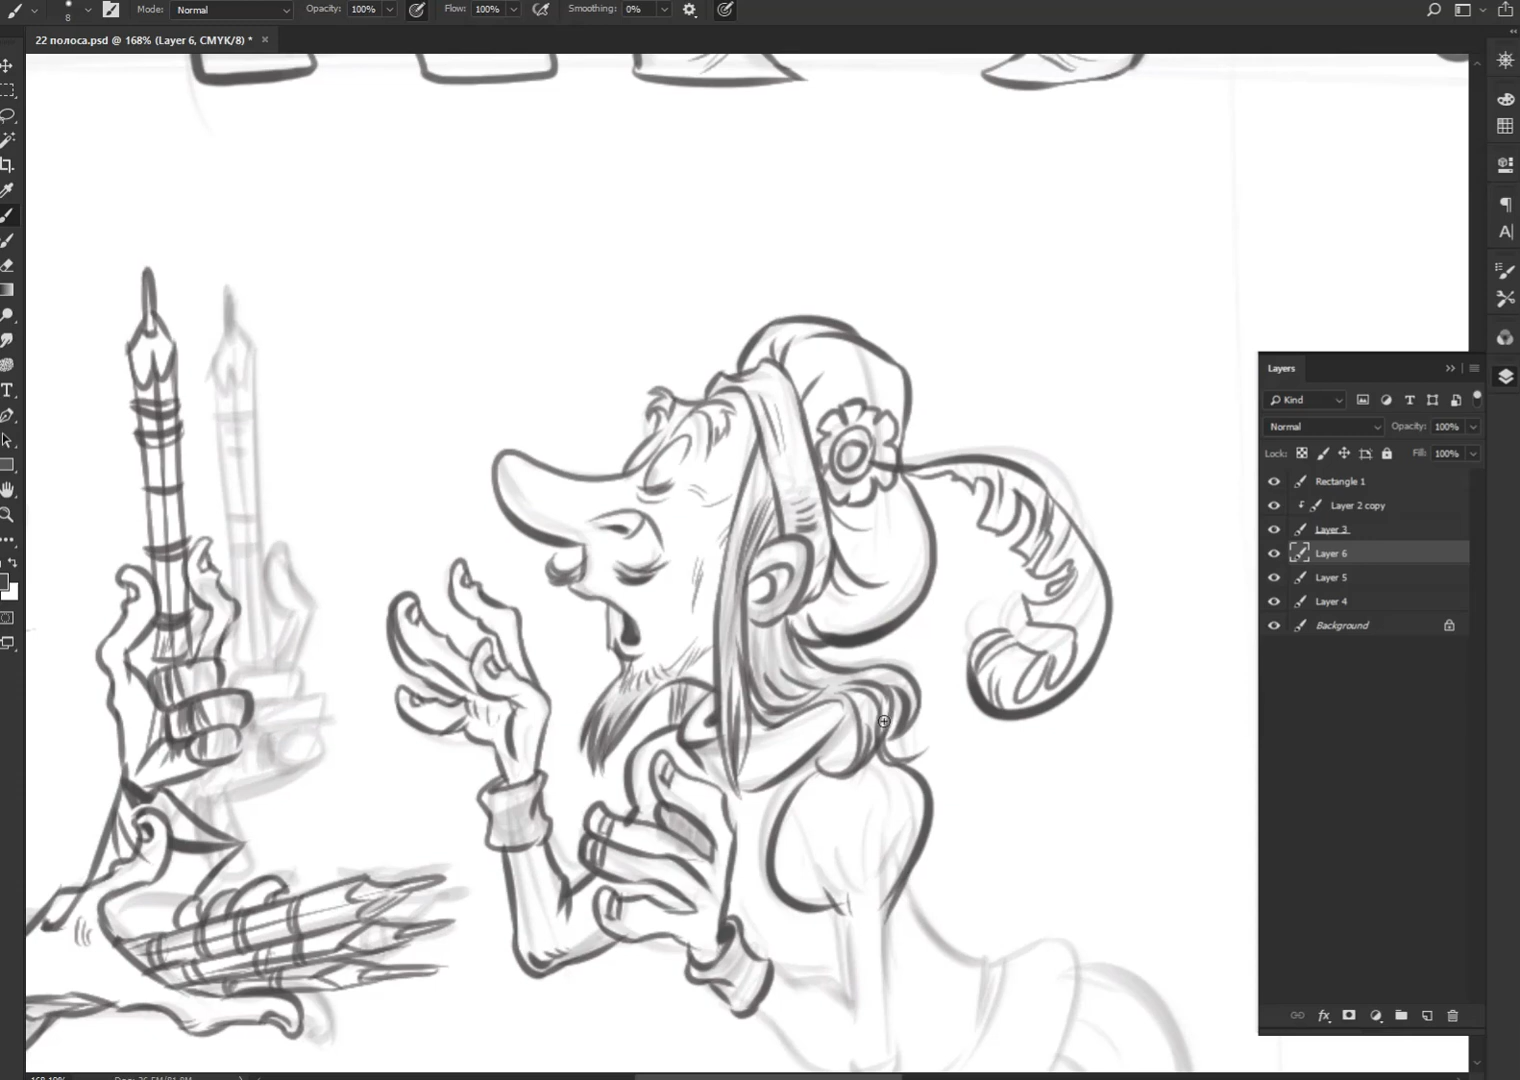 8 Mode: Normal Opacity: 100% Flow: 100% Smoothing: 0%
22 полоса.psd @ 168% (Layer 6, CMYK/8) * ×
Layers
Kind
Normal Opacity: 100%
Lock: Fill: 100%
Rectangle 1
Layer 2 copy
Layer 3
Layer 6
Layer 5
Layer 4
Background
fx